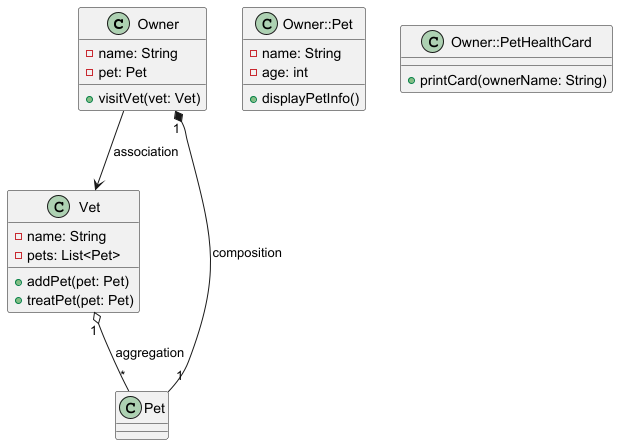 C Owner
name: String
pet: Pet
visitVet(vet: Vet)
C Owner::Pet
name: String
age: int
displayPetInfo()
C Owner::PetHealthCard
printCard(ownerName: String)
1
association
composition
C Vet
name: String
pets: List<Pet>
addPet(pet: Pet)
treatPet(pet: Pet)
1
aggregation
*
1
C Pet